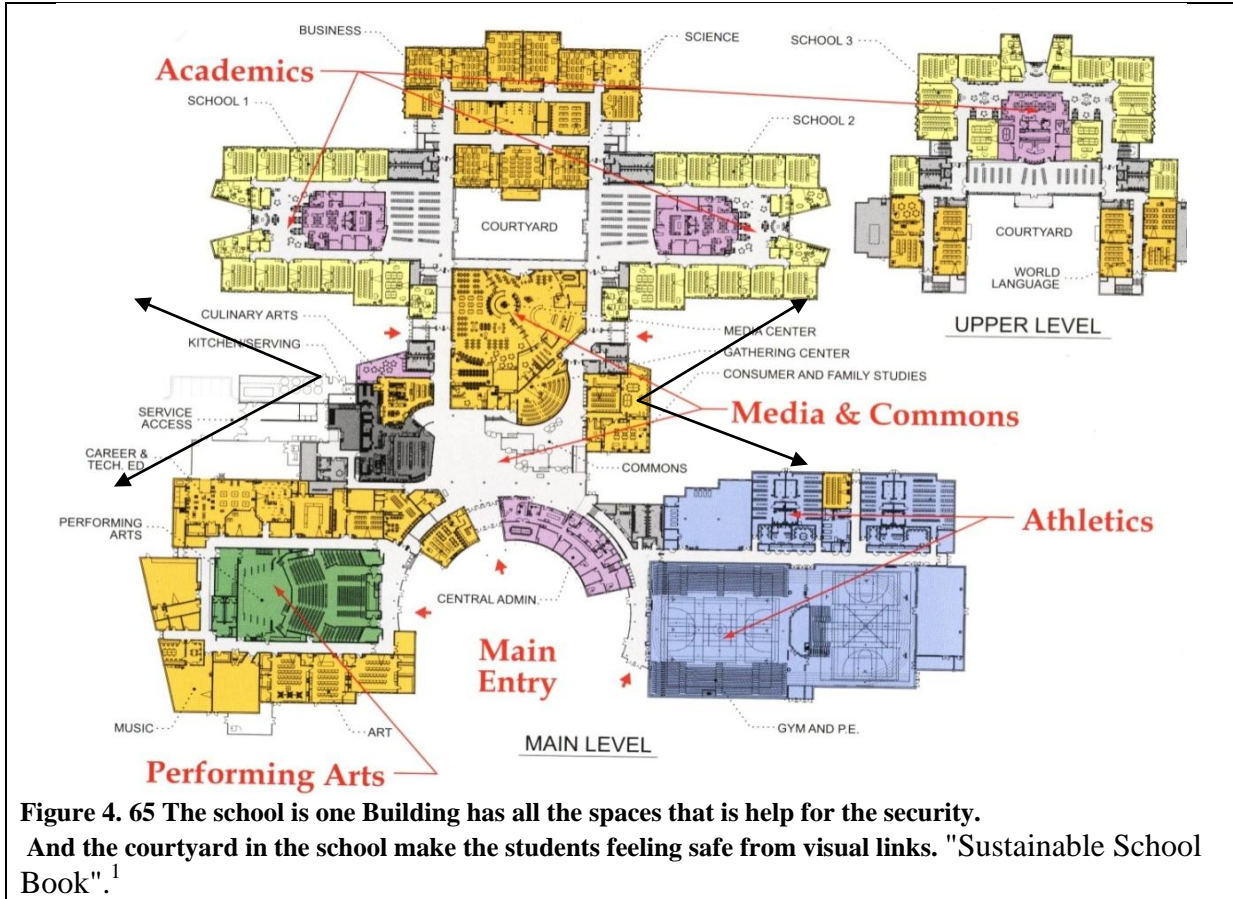 BUSINESS
SCIENCE
SCHOOL 3
Academics
SCHOOL 1
SCHOOL 2
COURTYARD
COURTYARD
WORLD
LANGUAGE
CULINARY ARTS
MEDIA CENTER
UPPER LEVEL
KITCHEN/SERVING
GATHERING CENTER
CONSUMER AND FAMILY STUDIES
SERVICE
ACCESS
Media & Commons
CAREER &
TECH. ED.
COMMONS
PERFORMING
ARTS
Athletics
CENTRAL ADMIN.
Main
Entry
MUSIC
ART
GYM AND P.E.
MAIN LEVEL
Performing Arts
Figure 4. 65 The school is one Building has all the spaces that is help for the security.
And the courtyard in the school make the students feeling safe from visual links. "Sustainable School
Book".1